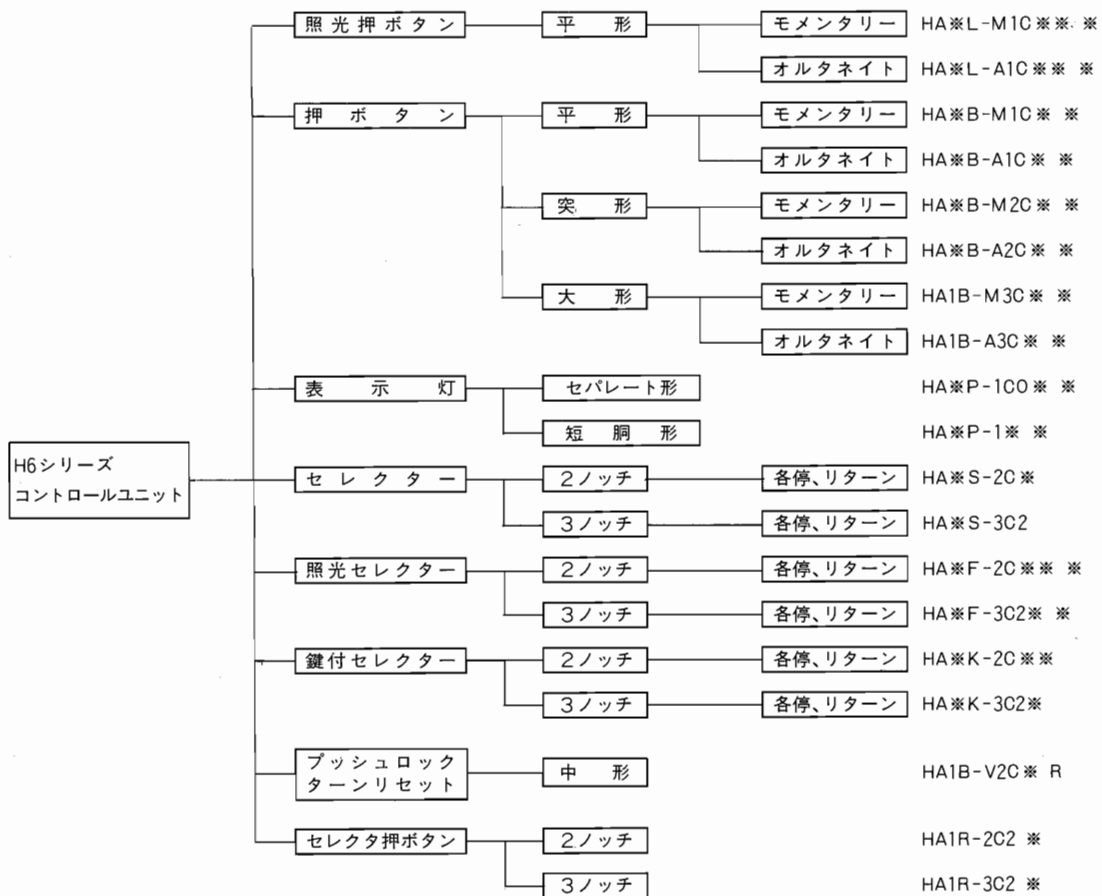 照光押ボタン 平形 モメンタリー HA※L-M1C※※ ※
オルタネイト HA※L-A1C※※ ※
押ボタン 平形 モメンタリー HA※B-M1C※ ※
オルタネイト HA※B-A1C※ ※
突形 モメンタリー HA※B-M2C※ ※
オルタネイト HA※B-A2C※ ※
大形 モメンタリー HA1B-M3C※ ※
オルタネイト HA1B-A3C※ ※
表示灯 セパレート形 HA※P-1C0※ ※
短胴形 HA※P-1※ ※
H6シリーズ
コントロールユニット
セレクター 2ノッチ 各停、リターン HA※S-2C※
3ノッチ 各停、リターン HA※S-3C2
照光セレクター 2ノッチ 各停、リターン HA※F-2C※※ ※
3ノッチ 各停、リターン HA※F-3C2※ ※
鍵付セレクター 2ノッチ 各停、リターン HA※K-2C※※
3ノッチ 各停、リターン HA※K-3C2※
プッシュロック
ターンリセット 中形 HA1B-V2C※ R
セレクタ押ボタン 2ノッチ HA1R-2C2 ※
3ノッチ HA1R-3C2 ※